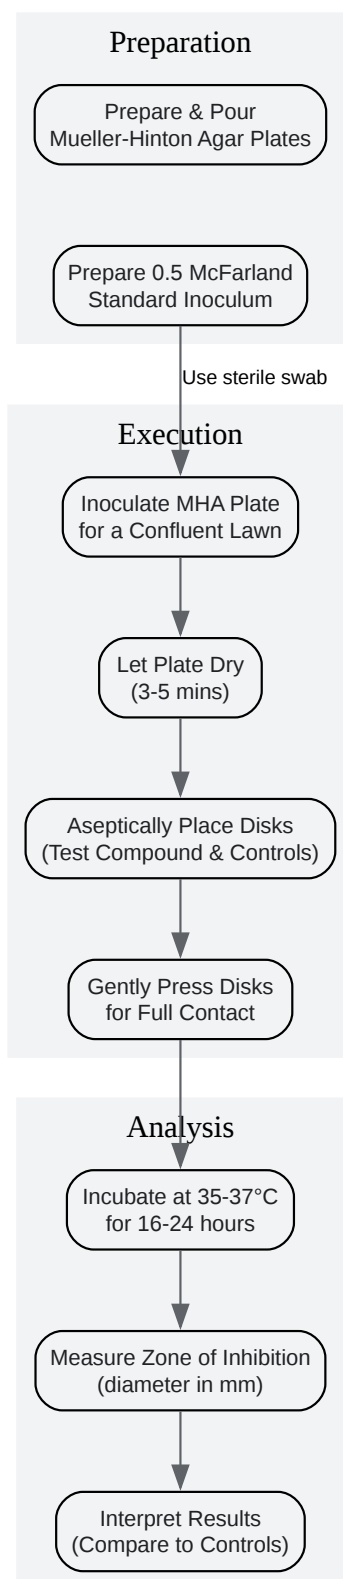 Preparation
Prepare & Pour
Mueller-Hinton Agar Plates
Prepare 0.5 McFarland
Standard Inoculum
Use sterile swab
Execution
Inoculate MHA Plate
for a Confluent Lawn
Let Plate Dry
(3-5 mins)
Aseptically Place Disks
(Test Compound & Controls)
Gently Press Disks
for Full Contact
Analysis
Incubate at 35-37°C
for 16-24 hours
Measure Zone of Inhibition
(diameter in mm)
Interpret Results
(Compare to Controls)